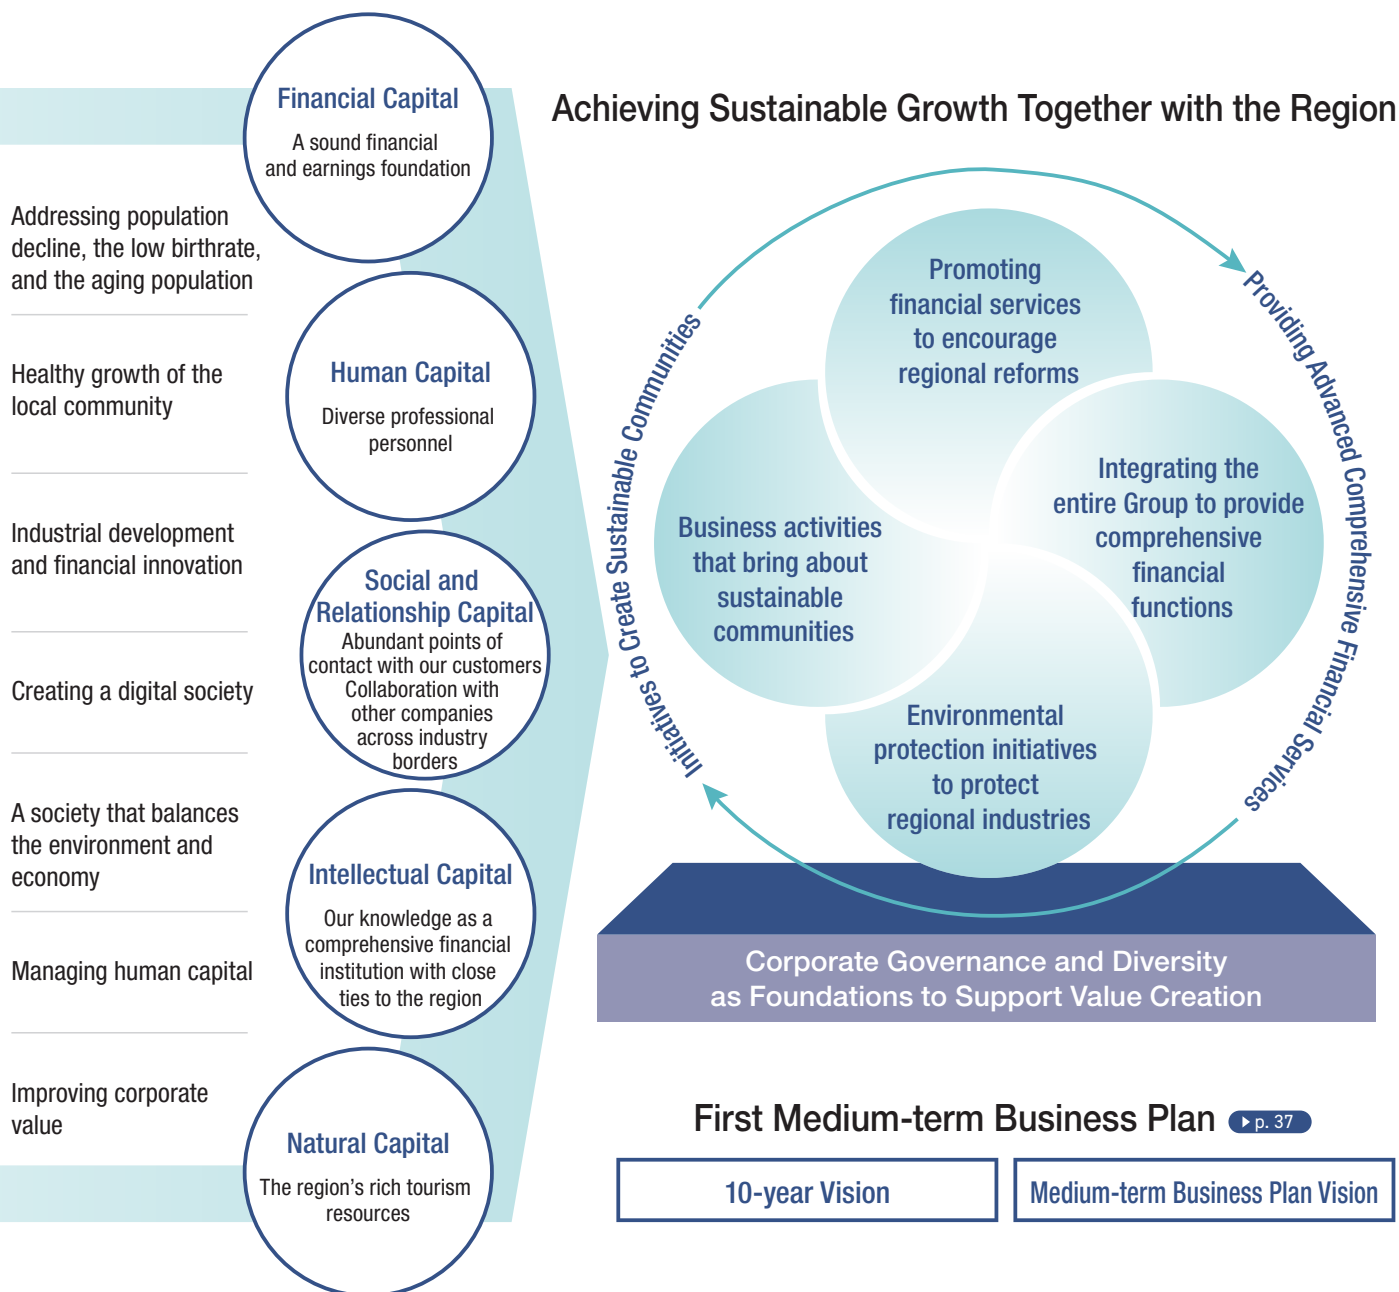 Addressing population
decline, the low birthrate,
and the aging population
Healthy growth of the
local community
Industrial development
and financial innovation
Creating a digital society
A society that balances
the environment and
economy
Managing human capital
Improving corporate
value
Financial Capital
A sound financial
and earnings foundation
Human Capital
Diverse professional
personnel
Social and
Relationship Capital
Abundant points of
contact with our customers
Collaboration with
other companies
across industry
borders
Intellectual Capital
Our knowledge as a
comprehensive financial
institution with close
ties to the region
Natural Capital
The region's rich tourism
resources
Achieving Sustainable Growth Together with the Region
Initiatives to Create Sustainable Communities
Providing Advanced Comprehensive Financial Services
Promoting
financial services
to encourage
regional reforms
Business activities
that bring about
sustainable
communities
Integrating the
entire Group to provide
comprehensive
financial
functions
Environmental
protection initiatives
to protect
regional industries
Corporate Governance and Diversity
as Foundations to Support Value Creation
First Medium-term Business Plan p. 37
10-year Vision
Medium-term Business Plan Vision